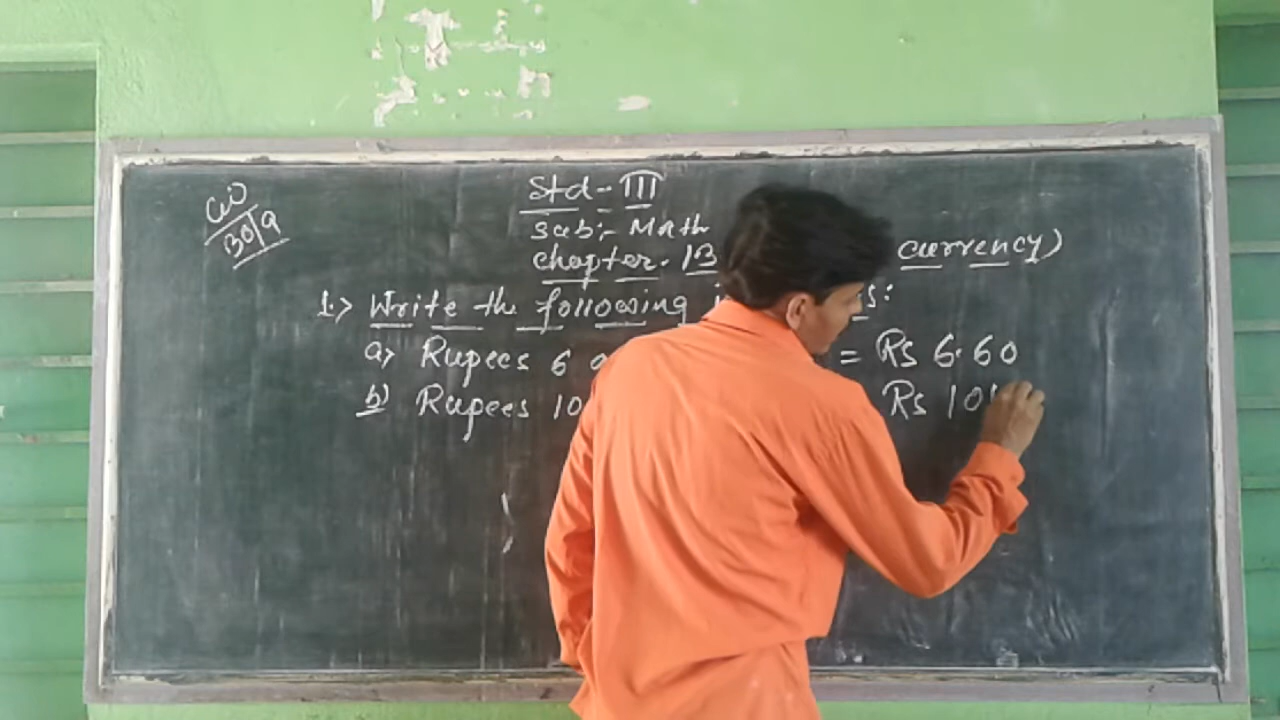 CW
30/9
Std- III
Sub:- Math
Chapter- 13 currency)
1.> Write the following s:
a> Rupees 6 = Rs 6.60
b) Rupees 10 Rs 10